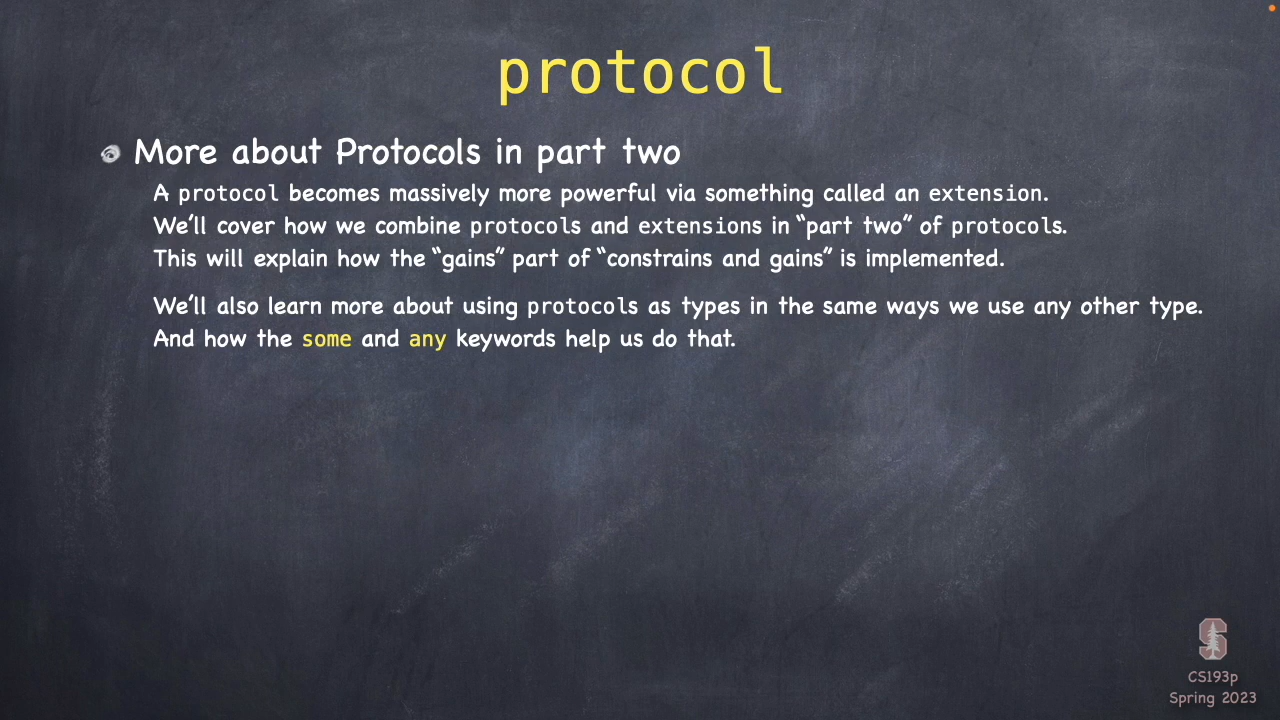 protocol
More about Protocols in part two
A protocol becomes massively more powerful via something called an extension.
We'll cover how we combine protocols and extensions in “part two” of protocols.
This will explain how the “gains” part of “constrains and gains” is implemented.
We'll also learn more about using protocols as types in the same ways we use any other type.
And how the some and any keywords help us do that.
S
CS193p
Spring 2023